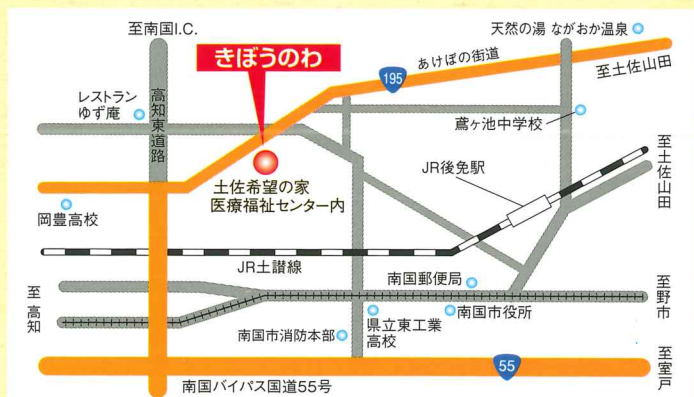 至南国I.C.
天然の湯 ながおか温泉
きぼうのわ
あけぼの街道
195
至土佐山田
レストラン
ゆず庵
高知東道路
鳶ヶ池中学校
至土佐山田
JR後免駅
土佐希望の家
医療福祉センター内
岡豊高校
JR土讃線
南国郵便局
至高知
至野市
南国市役所
県立東工業
高校
南国市消防本部
55
至室戸
南国バイパス国道55号